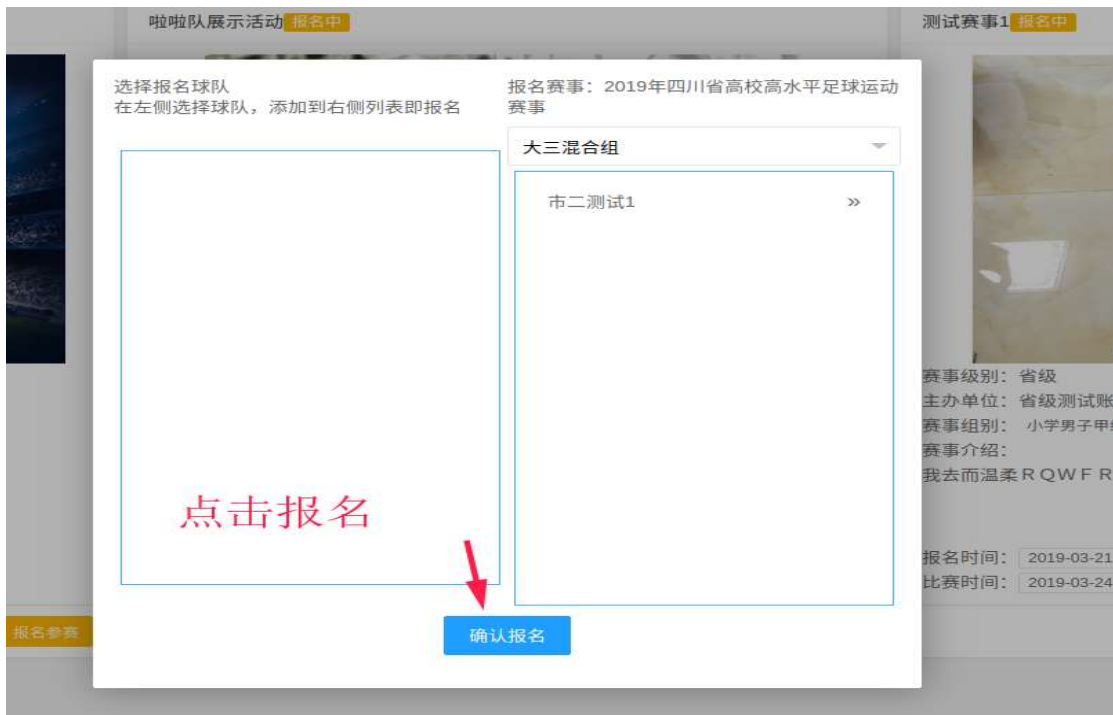 啦啦队展示活动 报名中
测试赛事1 报名中
选择报名球队
在左侧选择球队，添加到右侧列表即报名
报名赛事：2019年四川省高校高水平足球运动
赛事
大三混合组
市二测试1 »
点击报名
确认报名
赛事级别： 省级
主办单位： 省级测试账
赛事组别： 小学男子甲
赛事介绍：
我去而温柔ＲＱＷＦＲ
报名时间： 2019-03-21
比赛时间： 2019-03-24
报名参赛